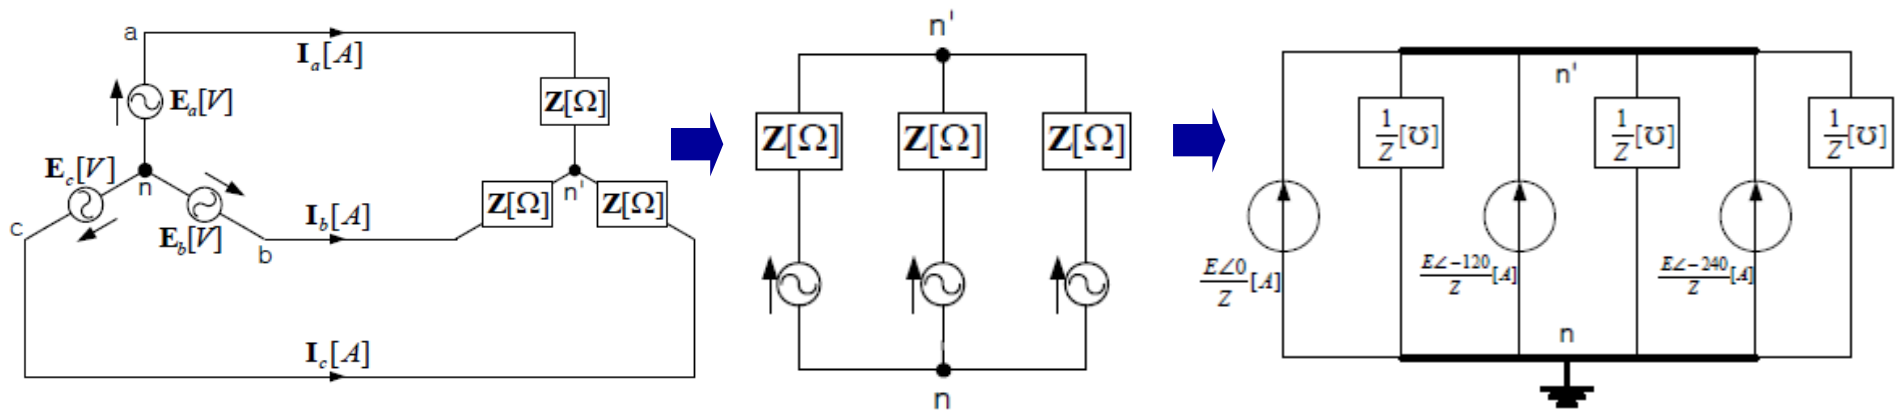 a
I_a[A]
E_a[V]
Z[Ω]
E_c[V]
n
n'
Z[Ω]
Z[Ω]
c
I_b[A]
E_b[V]
b
I_c[A]
n'
Z[Ω]
Z[Ω]
Z[Ω]
n
n'
1/Z[℧]
1/Z[℧]
1/Z[℧]
E∠0/Z[A]
E∠-120/Z[A]
E∠-240/Z[A]
n